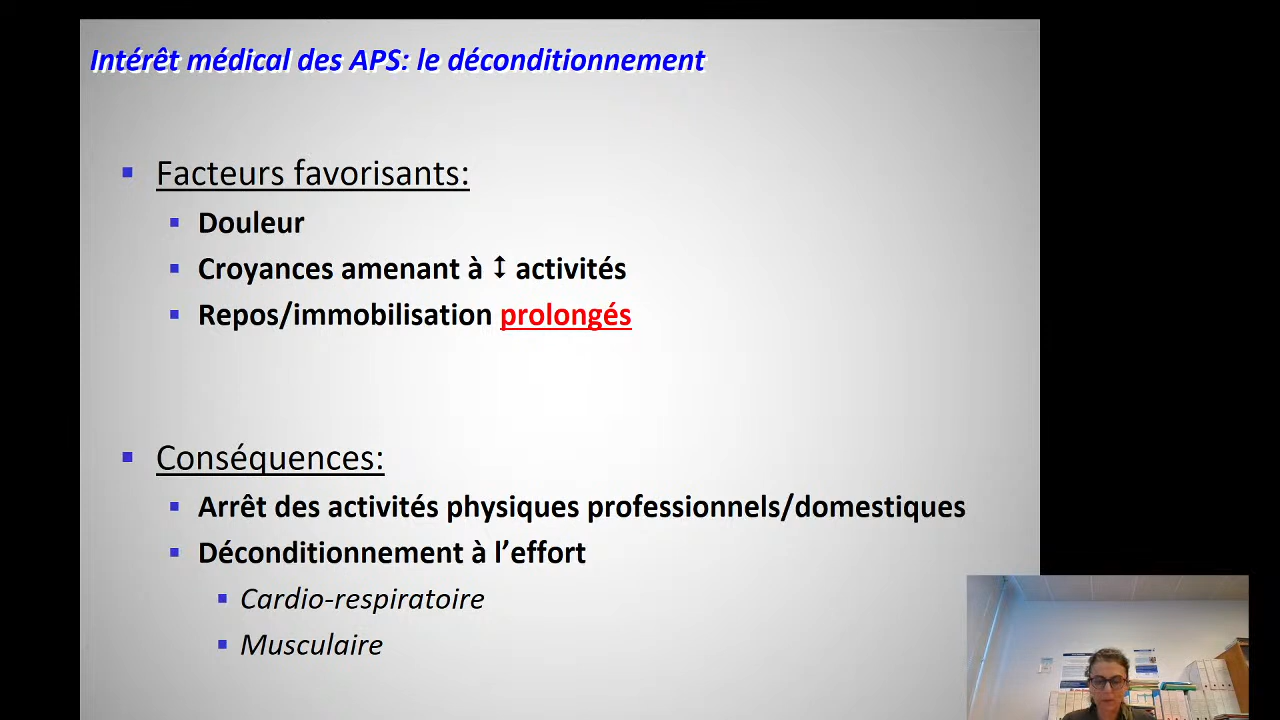 Intérêt médical des APS: le déconditionnement
Facteurs favorisants:
Douleur
Croyances amenant à ↕ activités
Repos/immobilisation prolongés
Conséquences:
Arrêt des activités physiques professionnels/domestiques
Déconditionnement à l’effort
Cardio-respiratoire
Musculaire